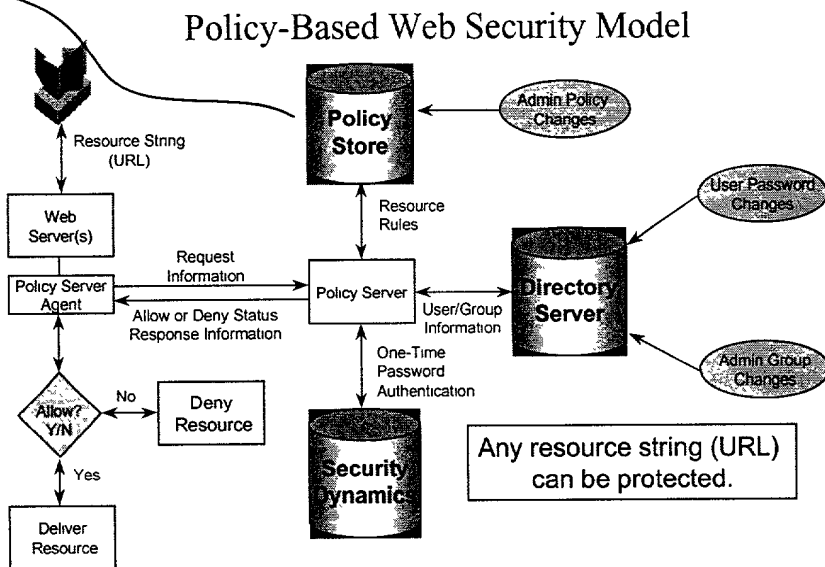 Policy-Based Web Security Model
Resource String
(URL)
Policy
Store
Admin Policy
Changes
User Password
Changes
Web
Server(s)
Resource
Rules
Request
Information
Policy Server
Agent
Policy Server
Allow or Deny Status
Response Information
User/Group
Information
Directory
Server
One-Time
Password
Authentication
Admin Group
Changes
Allow?
Y/N
No
Deny
Resource
Yes
Security
Dynamics
Any resource string (URL)
can be protected.
Deliver
Resource